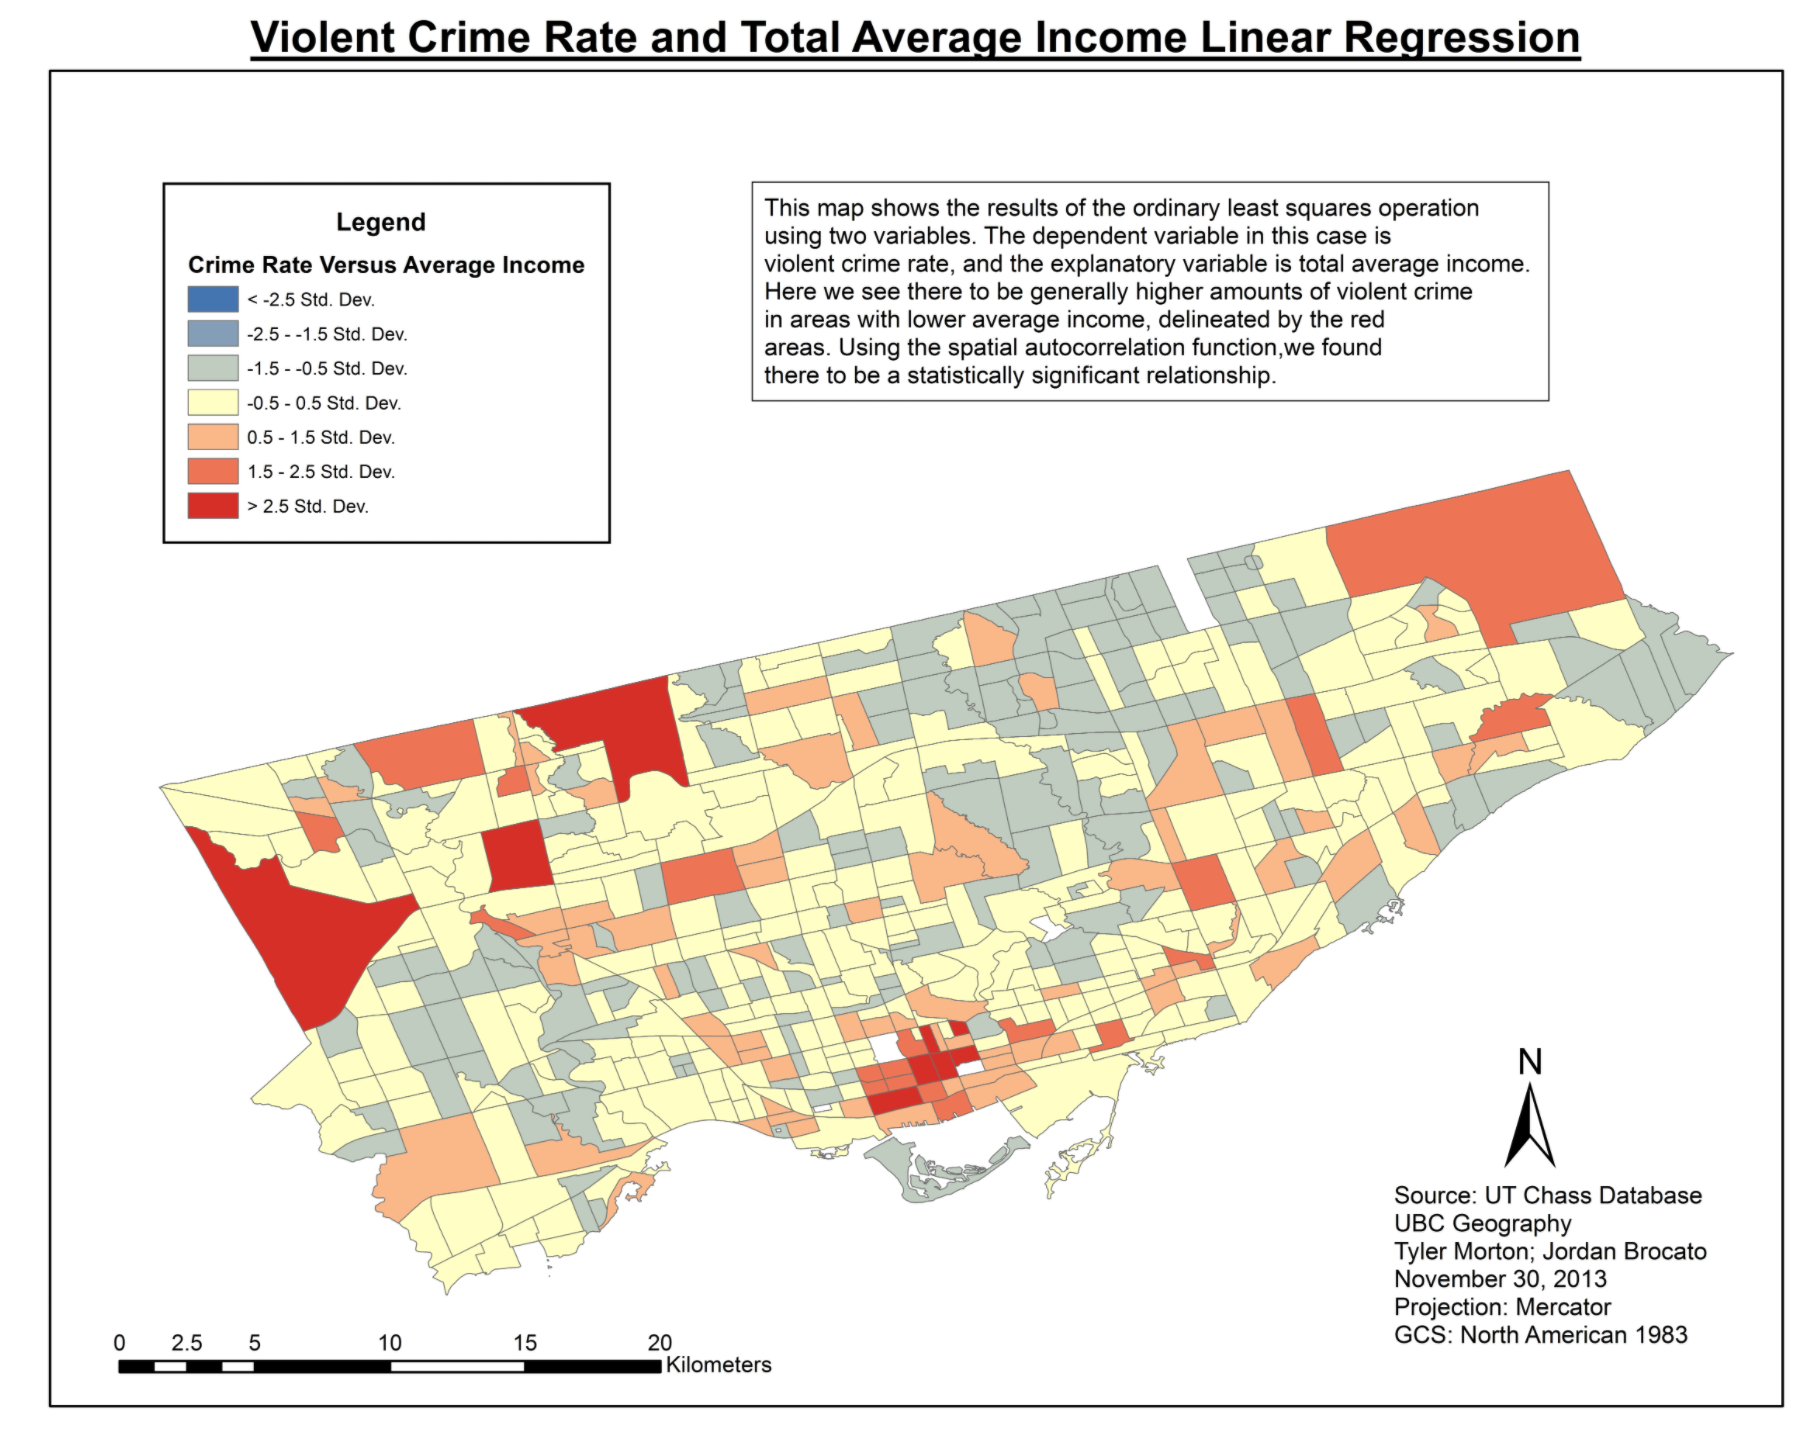 Violent Crime Rate and Total Average Income Linear Regression
Legend
Crime Rate Versus Average Income
< -2.5 Std. Dev.
-2.5 - -1.5 Std. Dev.
-1.5 - -0.5 Std. Dev.
-0.5 - 0.5 Std. Dev.
0.5 - 1.5 Std. Dev.
1.5 - 2.5 Std. Dev.
> 2.5 Std. Dev.
This map shows the results of the ordinary least squares operation
using two variables. The dependent variable in this case is
violent crime rate, and the explanatory variable is total average income.
Here we see there to be generally higher amounts of violent crime
in areas with lower average income, delineated by the red
areas. Using the spatial autocorrelation function,we found
there to be a statistically significant relationship.
N
Source: UT Chass Database
UBC Geography
Tyler Morton; Jordan Brocato
November 30, 2013
Projection: Mercator
GCS: North American 1983
0 2.5 5 10 15 20
Kilometers